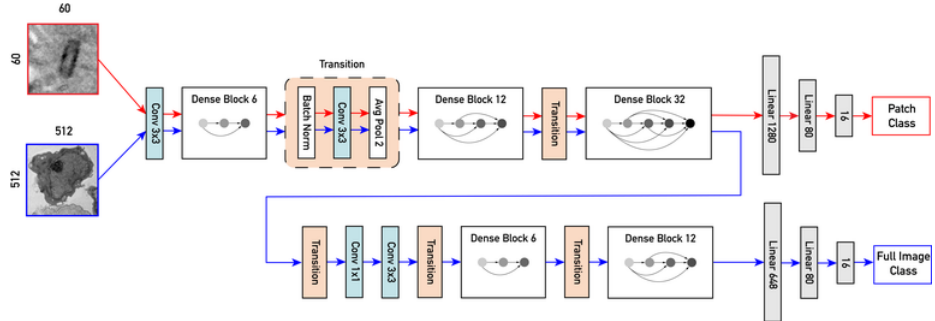 60
60
Transition
Conv 3x3
Dense Block 6
Batch Norm
Conv 3x3
Avg Pool 2
Dense Block 12
Transition
Dense Block 32
Linear 1280
Linear 80
16
Patch
Class
512
512
Transition
Conv 1x1
Conv 3x3
Transition
Dense Block 6
Transition
Dense Block 12
Linear 648
Linear 80
16
Full Image
Class